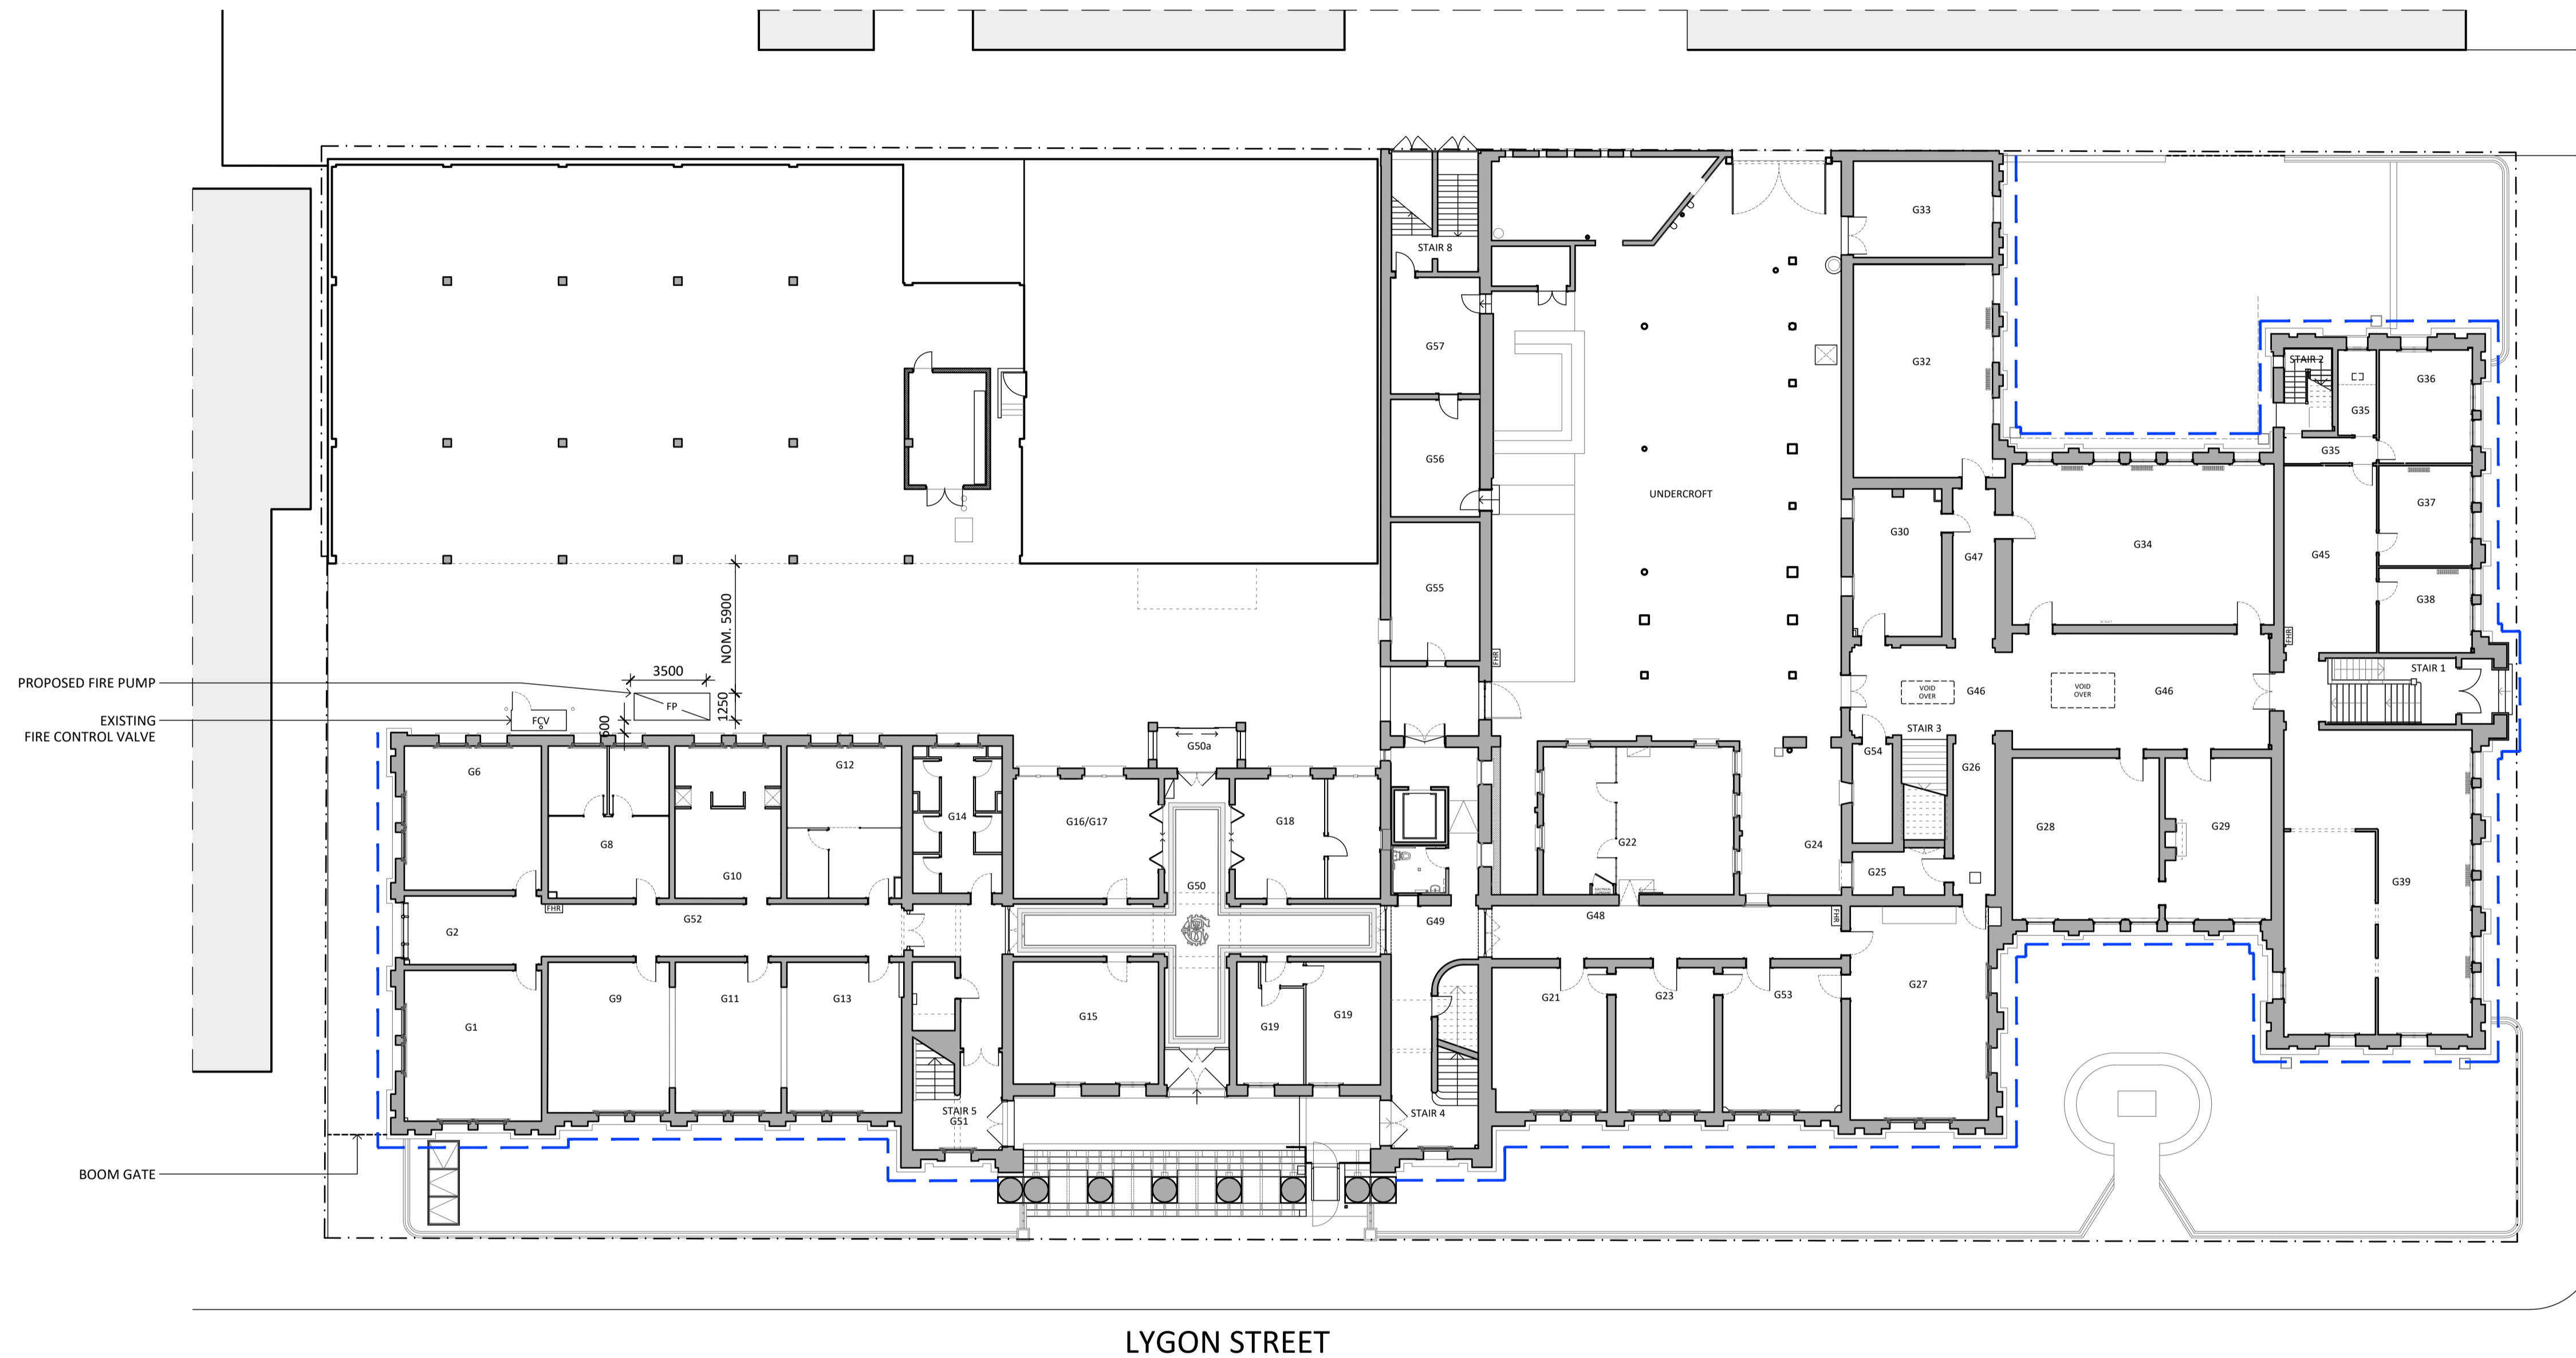 G33
STAIR 8
G57
G32
STAIR 2
G36
G35
G35
G56
UNDERCROFT
G37
G30
G34
G47
G45
G55
G38
NOM. 5900
FHR
FHR
3500
PROPOSED FIRE PUMP
STAIR 1
VOID
OVER
G46
VOID
OVER
G46
FP
1250
EXISTING
FIRE CONTROL VALVE
FCV
600
STAIR 3
G50a
G54
G26
G6
G12
G14
G16/G17
G18
G28
G29
G8
G22
G24
G10
G25
G39
G50
FHR
G52
G48
FHR
G2
G49
G1
G9
G11
G13
G15
G19
G19
G21
G23
G53
G27
STAIR 5
G51
STAIR 4
BOOM GATE
LYGON STREET